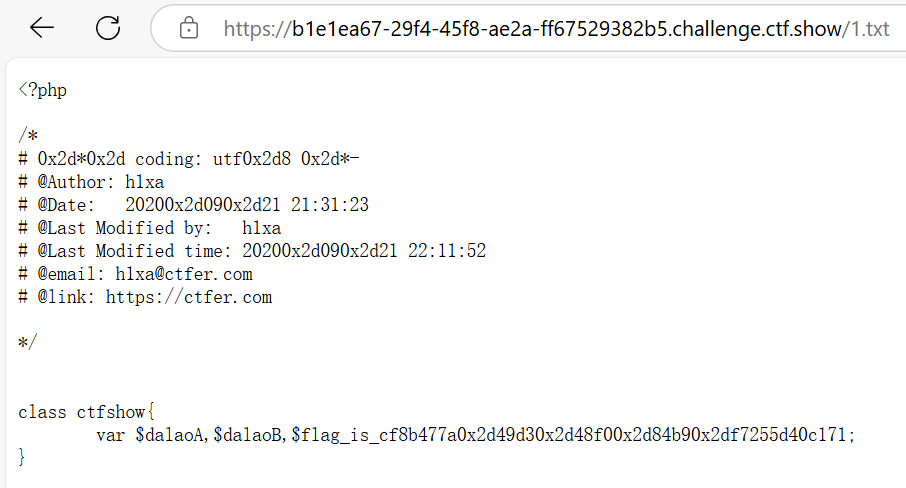 https://b1e1ea67-29f4-45f8-ae2a-ff67529382b5.challenge.ctf.show/1.txt
<?php
/*
# 0x2d*0x2d coding: utf0x2d8 0x2d*-
# @Author: h1xa
# @Date:   20200x2d090x2d21 21:31:23
# @Last Modified by:   h1xa
# @Last Modified time: 20200x2d090x2d21 22:11:52
# @email: h1xa@ctfer.com
# @link: https://ctfer.com
*/
class ctfshow{
        var $dalaoA,$dalaoB,$flag_is_cf8b477a0x2d49d30x2d48f00x2d84b90x2df7255d40c171;
}